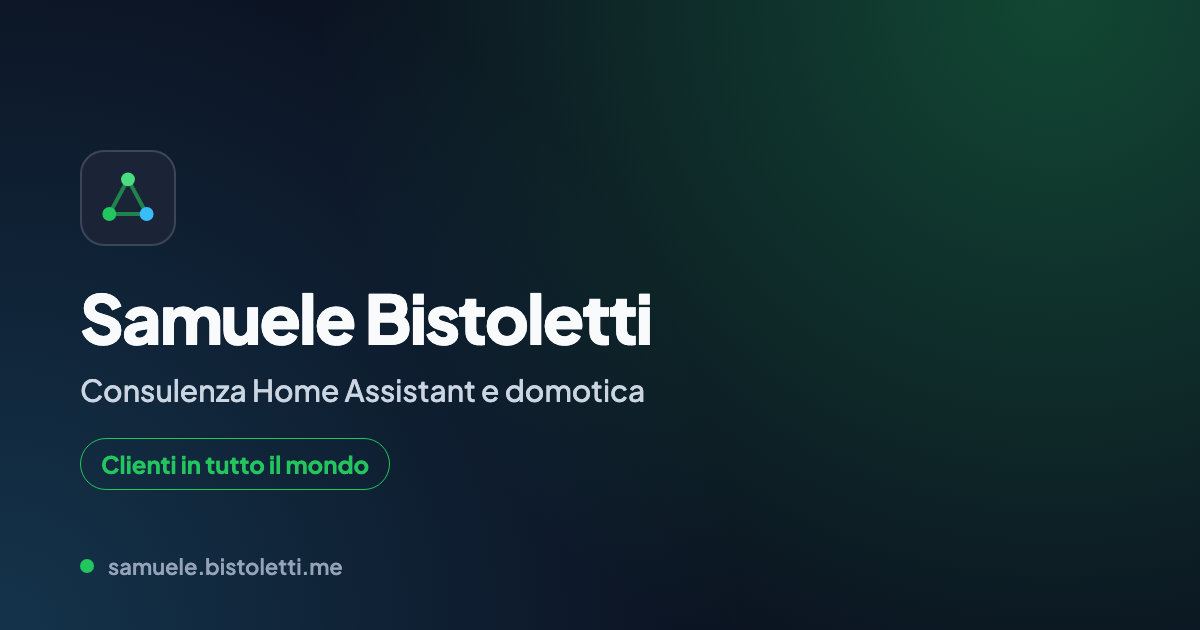 Samuele Bistoletti
Consulenza Home Assistant e domotica
Clienti in tutto il mondo
samuele.bistoletti.me